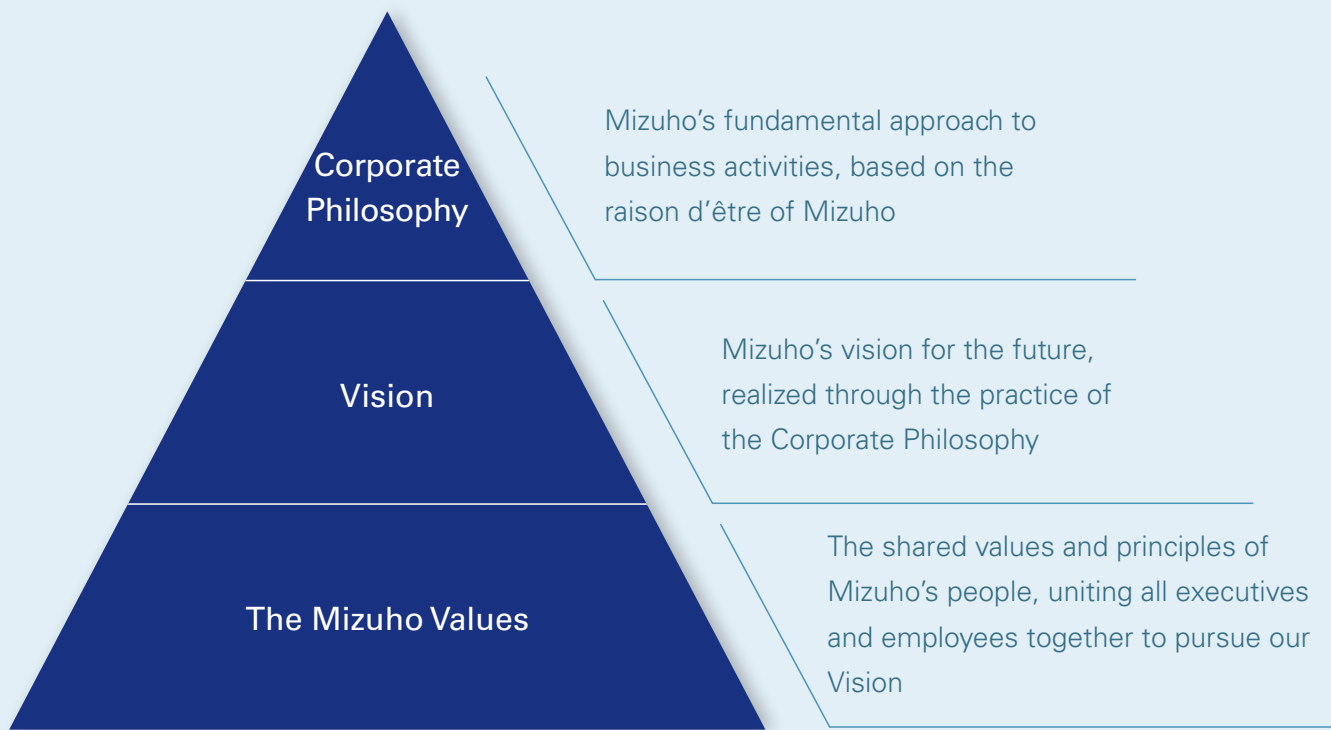 Corporate
Philosophy
Mizuho’s fundamental approach to
business activities, based on the
raison d’être of Mizuho
Vision
Mizuho’s vision for the future,
realized through the practice of
the Corporate Philosophy
The Mizuho Values
The shared values and principles of
Mizuho’s people, uniting all executives
and employees together to pursue our
Vision